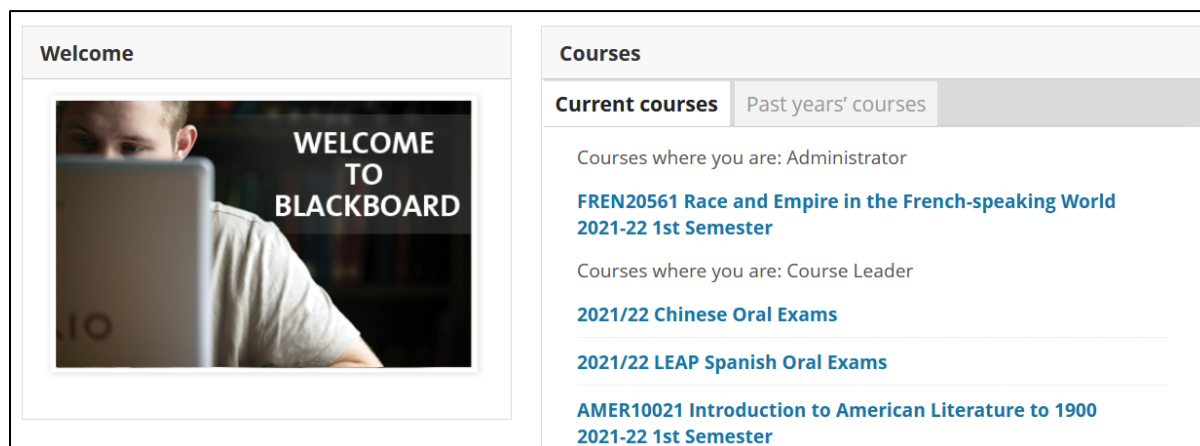 Welcome
WELCOME
TO
BLACKBOARD
Courses
Current courses
Past years’ courses
Courses where you are: Administrator
FREN20561 Race and Empire in the French-speaking World
2021-22 1st Semester
Courses where you are: Course Leader
2021/22 Chinese Oral Exams
2021/22 LEAP Spanish Oral Exams
AMER10021 Introduction to American Literature to 1900
2021-22 1st Semester